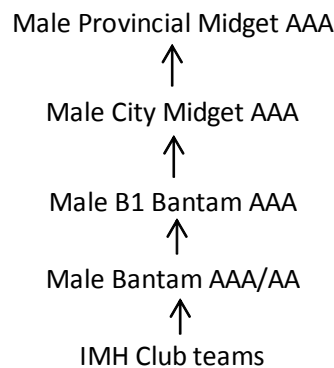 Male Provincial Midget AAA
Male City Midget AAA
Male B1 Bantam AAA
Male Bantam AAA/AA
IMH Club teams